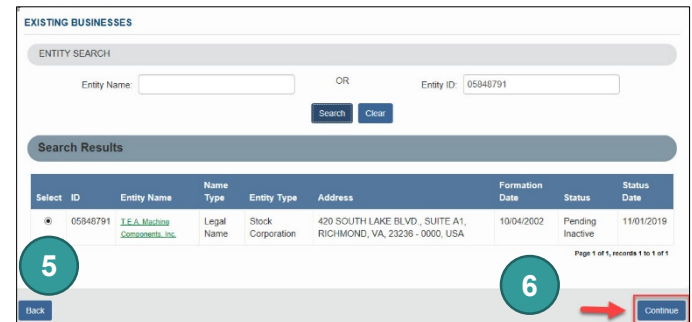 EXISTING BUSINESSES
ENTITY SEARCH
Entity Name: OR Entity ID: 05848791
Search Clear
Search Results
Select ID Entity Name Name Type Entity Type Address Formation Date Status Status Date
05848791 T.E.A. Machine Components, Inc. Legal Name Stock Corporation 420 SOUTH LAKE BLVD., SUITE A1, RICHMOND, VA, 23236 - 0000, USA 10/04/2002 Pending Inactive 11/01/2019
Page 1 of 1, records 1 to 1 of 1
5
6
Back Continue